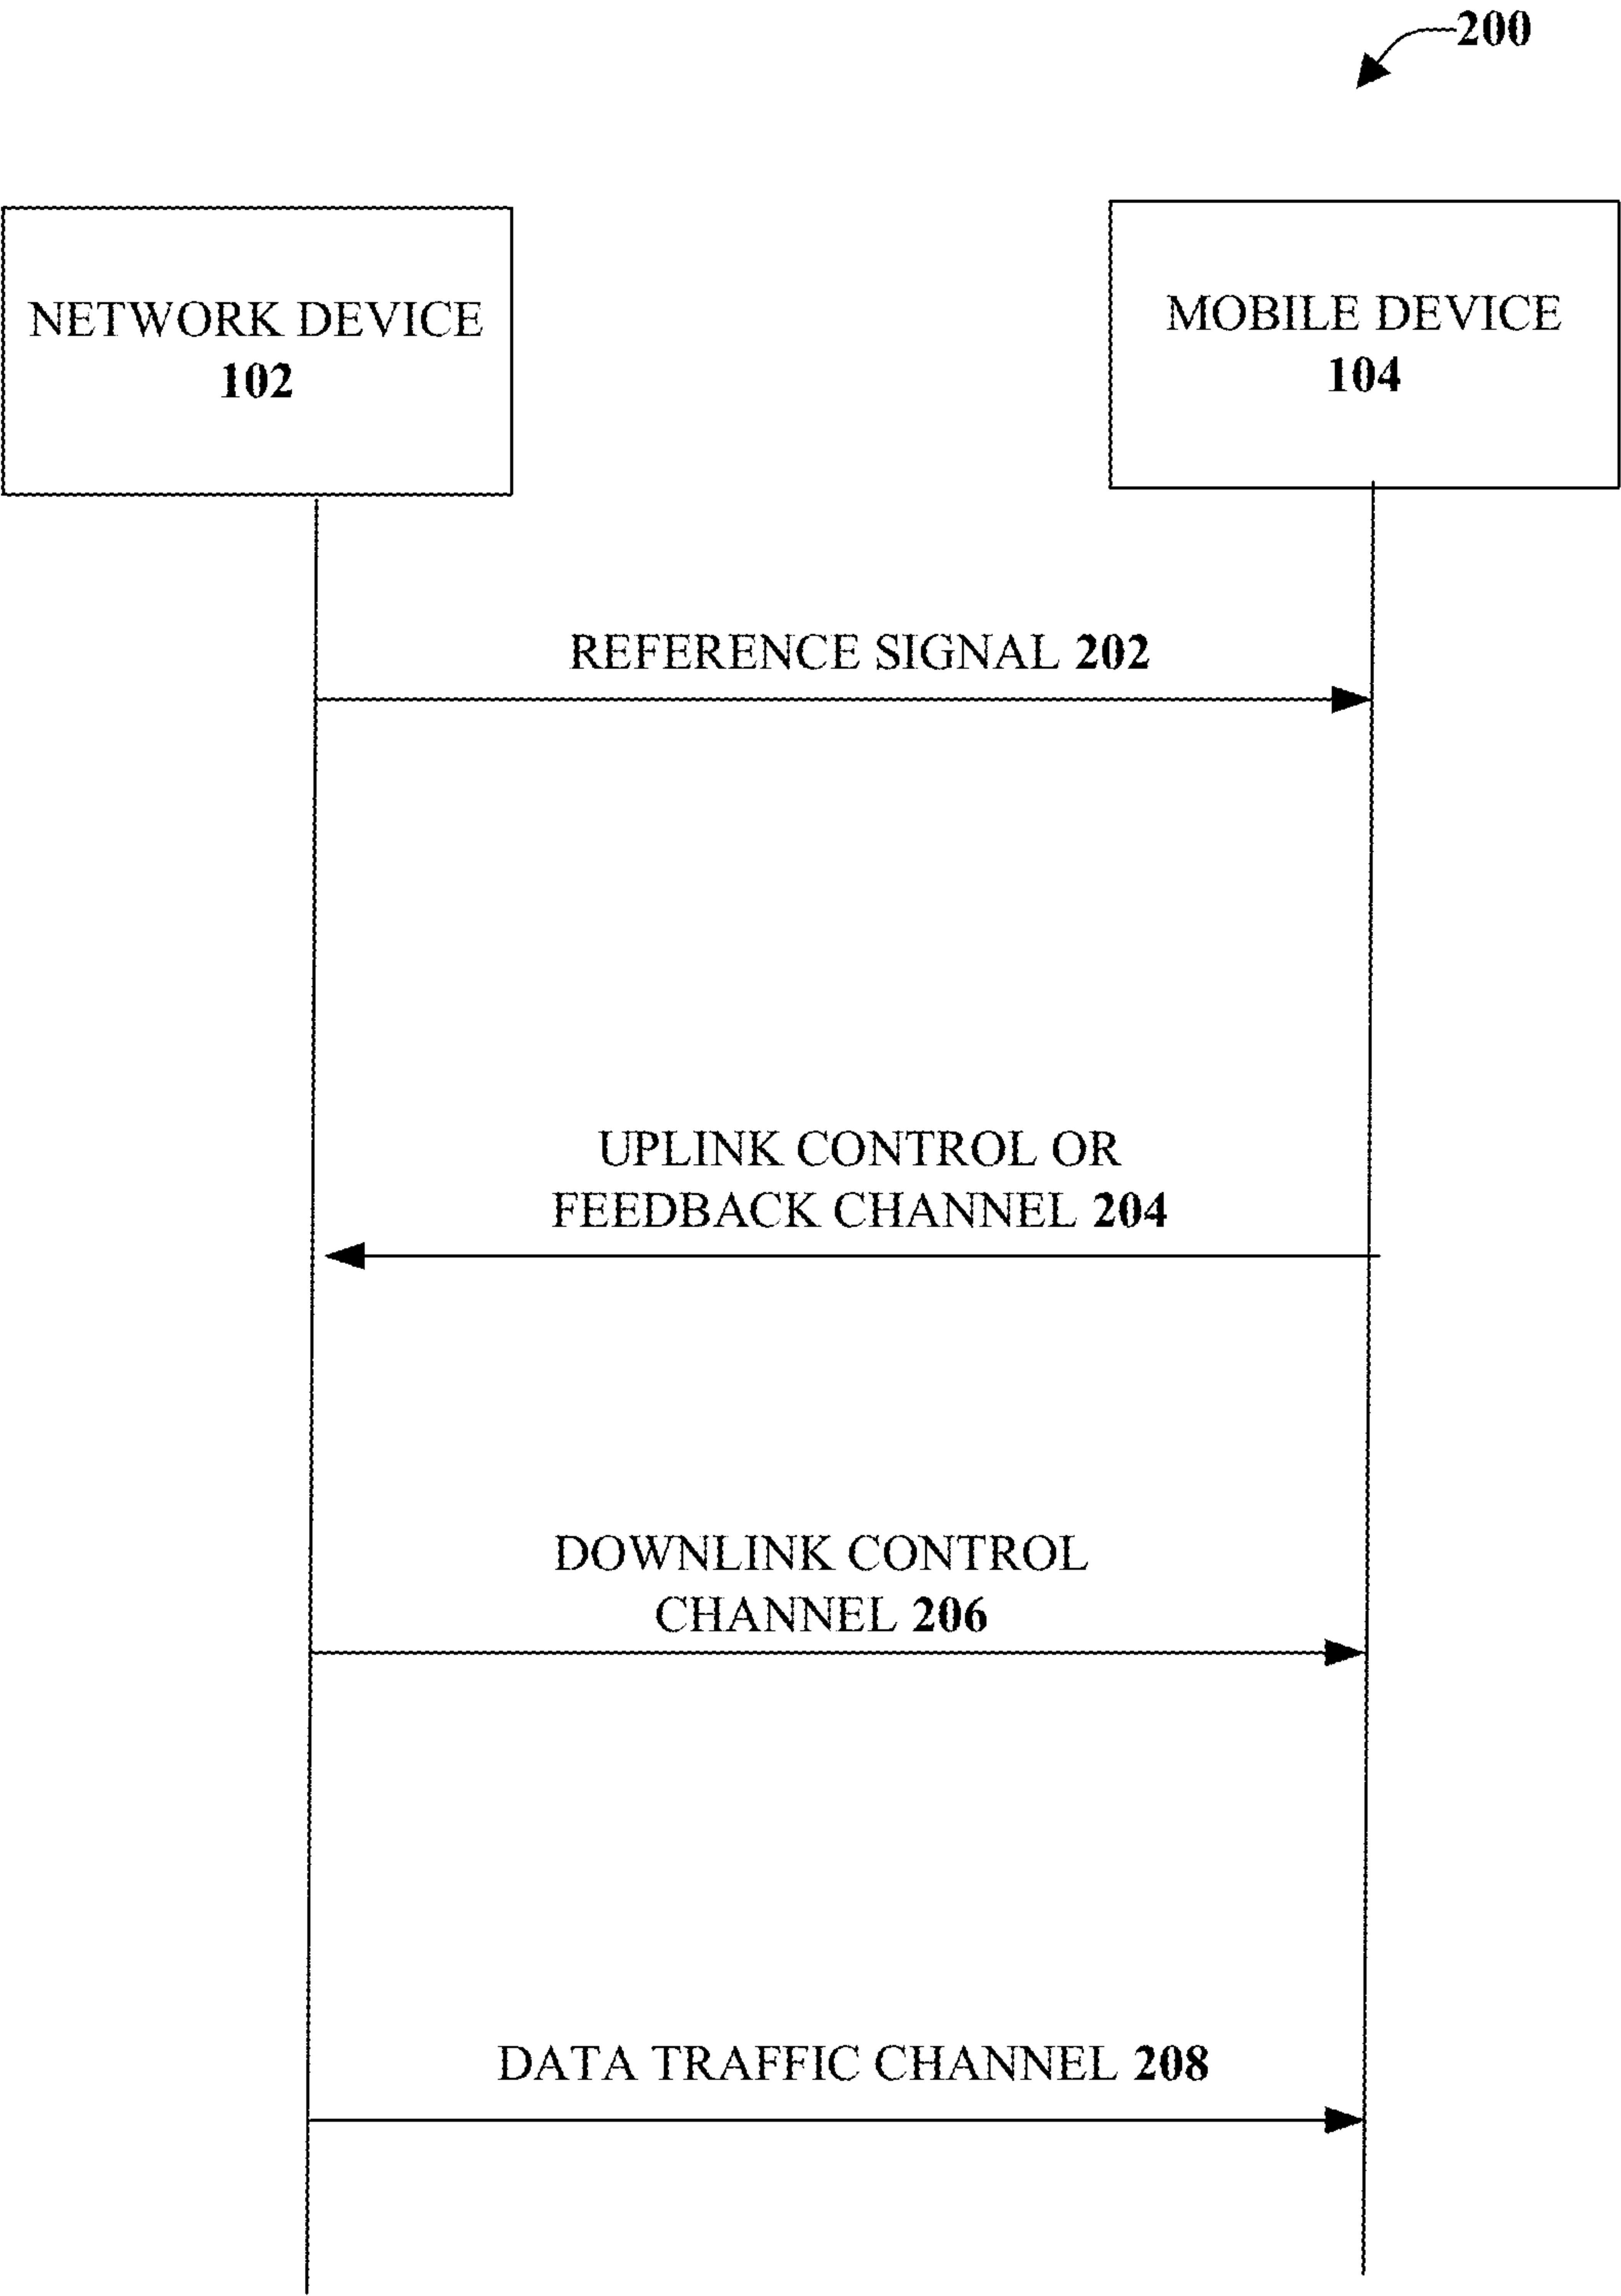 200
NETWORK DEVICE
102
MOBILE DEVICE
104
REFERENCE SIGNAL 202
UPLINK CONTROL OR
FEEDBACK CHANNEL 204
DOWNLINK CONTROL
CHANNEL 206
DATA TRAFFIC CHANNEL 208